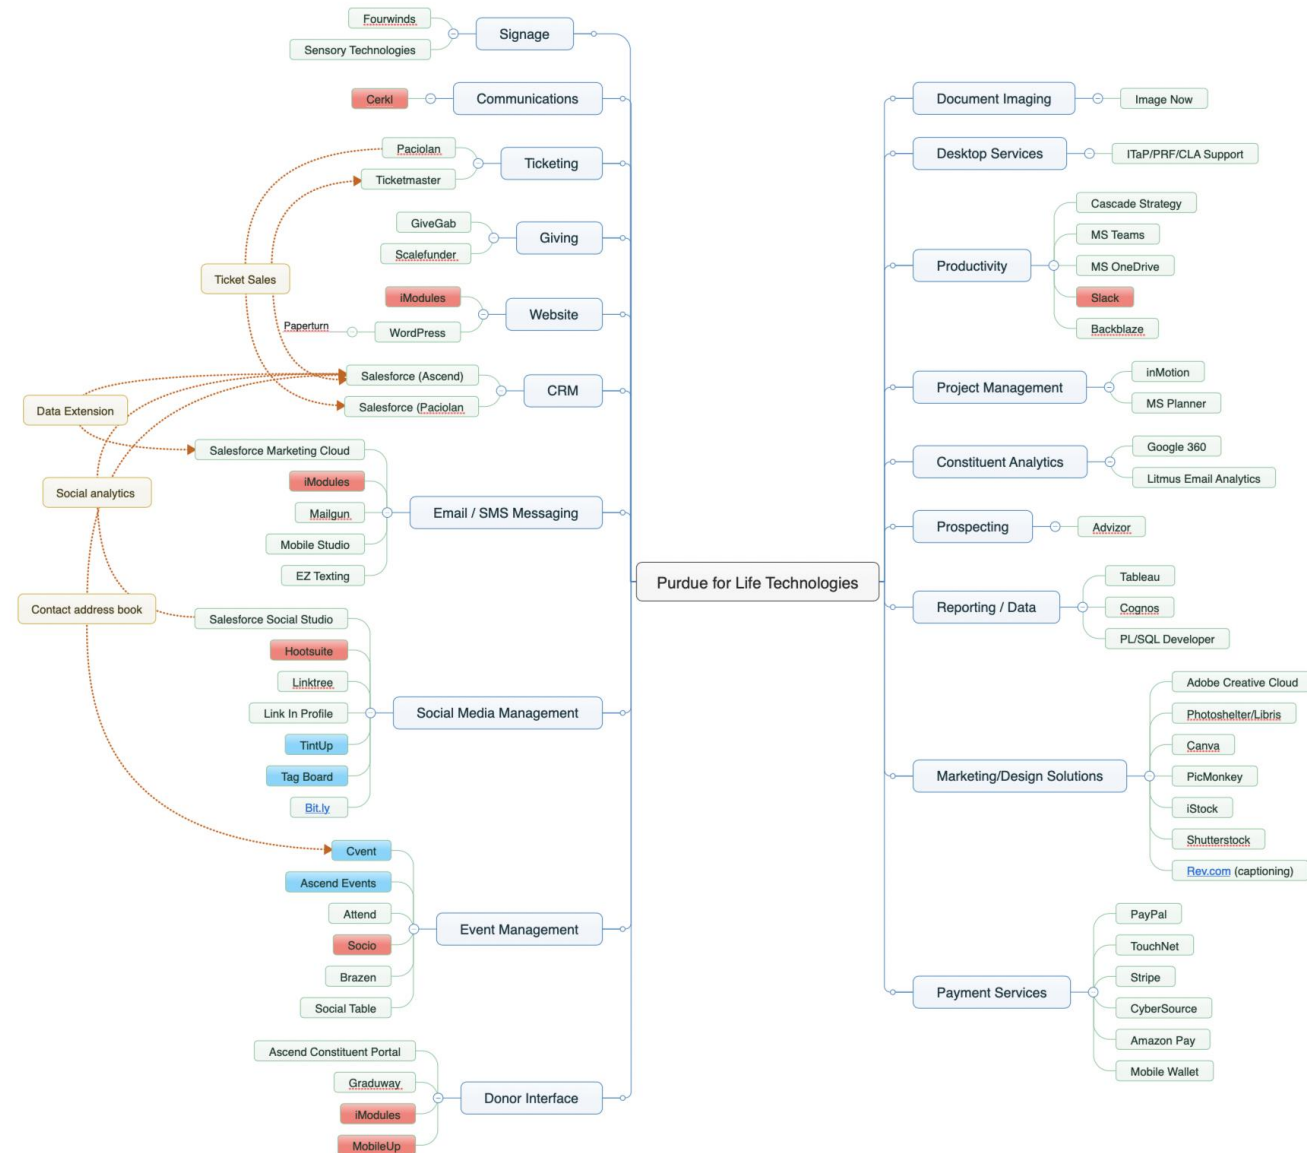 Fourwinds
Sensory Technologies
Signage
Cerkl
Communications
Paciolan
Ticketmaster
Ticketing
GiveGab
Scalefunder
Giving
Ticket Sales
iModules
Paperturn
WordPress
Website
Salesforce (Ascend)
Salesforce (Paciolan
CRM
Data Extension
Salesforce Marketing Cloud
iModules
Mailgun
Mobile Studio
EZ Texting
Email / SMS Messaging
Social analytics
Contact address book
Salesforce Social Studio
Hootsuite
Linktree
Link In Profile
TintUp
Tag Board
Bit.ly
Social Media Management
Cvent
Ascend Events
Attend
Socio
Brazen
Social Table
Event Management
Ascend Constituent Portal
Graduway
iModules
MobileUp
Donor Interface
Purdue for Life Technologies
Document Imaging
Image Now
Desktop Services
ITaP/PRF/CLA Support
Productivity
Cascade Strategy
MS Teams
MS OneDrive
Slack
Backblaze
Project Management
inMotion
MS Planner
Constituent Analytics
Google 360
Litmus Email Analytics
Prospecting
Advizor
Reporting / Data
Tableau
Cognos
PL/SQL Developer
Marketing/Design Solutions
Adobe Creative Cloud
Photoshelter/Libris
Canva
PicMonkey
iStock
Shutterstock
Rev.com (captioning)
Payment Services
PayPal
TouchNet
Stripe
CyberSource
Amazon Pay
Mobile Wallet